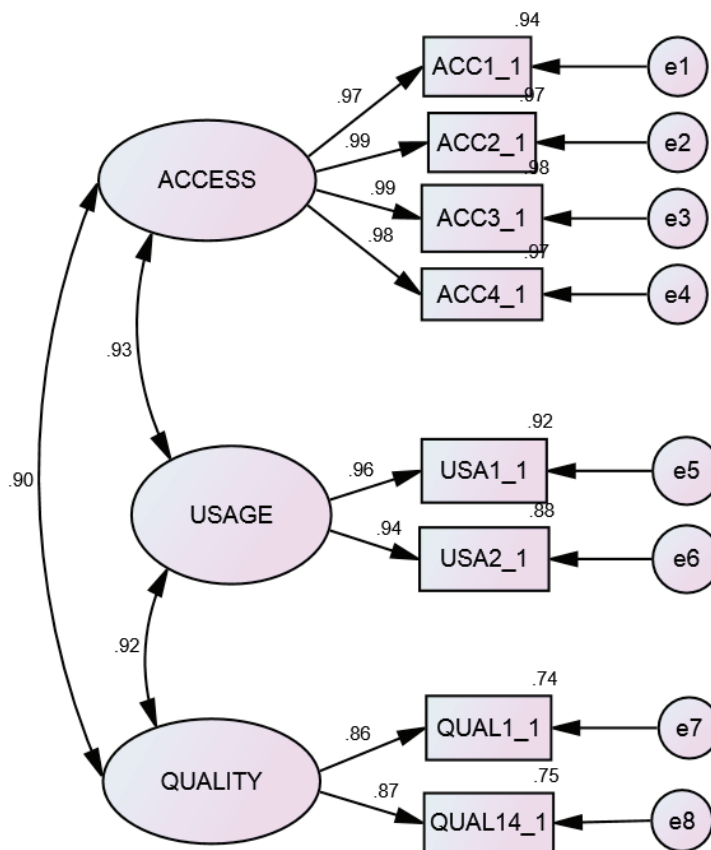 .94
ACC1_1
e1
.97
.97
ACC2_1
e2
.99
.98
ACCESS
ACC3_1
e3
.99
.97
ACC4_1
e4
.98
.93
.92
USA1_1
e5
.96
.90
.88
USAGE
USA2_1
e6
.94
.92
.74
QUAL1_1
e7
.86
.75
QUALITY
QUAL14_1
e8
.87